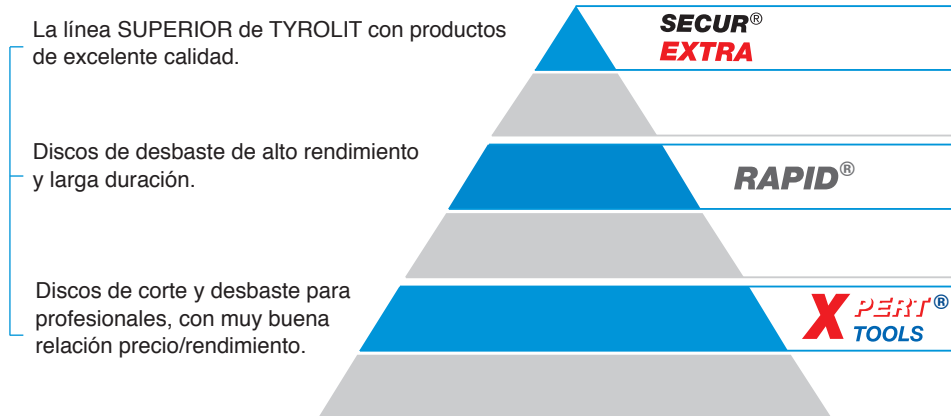 La línea SUPERIOR de TYROLIT con productos
de excelente calidad.
SECUR®
EXTRA
Discos de desbaste de alto rendimiento
y larga duración.
RAPID®
Discos de corte y desbaste para
profesionales, con muy buena
relación precio/rendimiento.
XPERT®
TOOLS